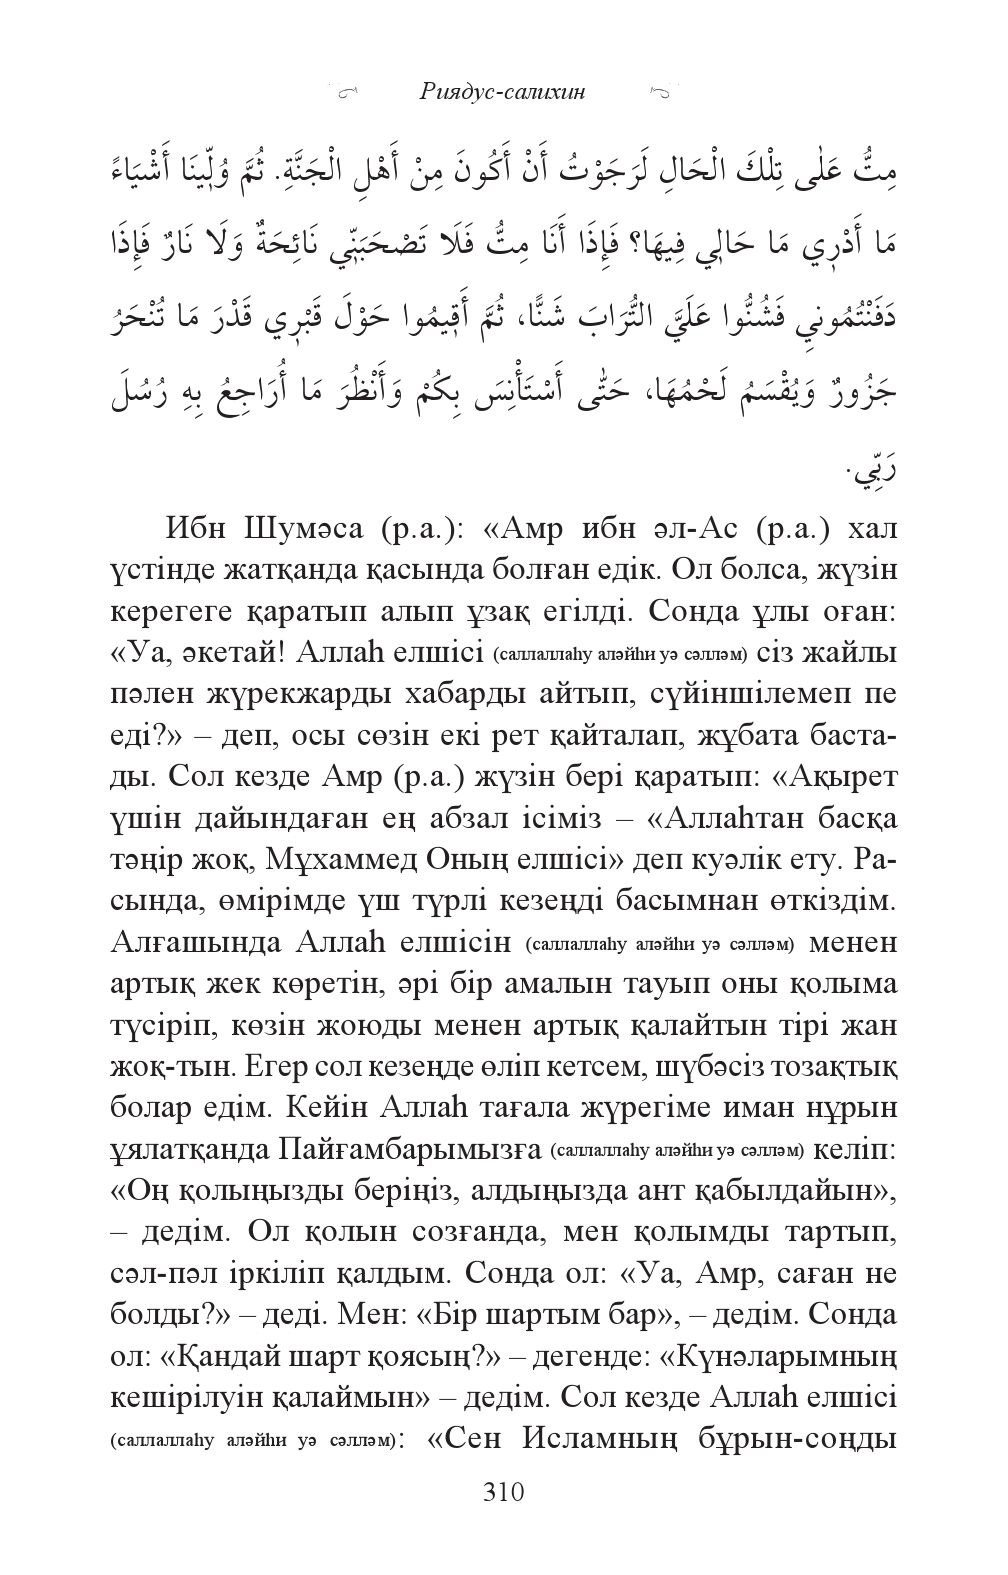 Риядус-салихин
مِتُّ عَلٰى تِلْكَ الْحَالِ لَرَجَوْتُ أَنْ أَكُونَ مِنْ أَهْلِ الْجَنَّةِ. ثُمَّ وُلِّينَا أَشْيَاءً
مَا أَدْرِي مَا حَالِي فِيهَا؟ فَإِذَا أَنَا مِتُّ فَلَا تَصْحَبَنِّي نَائِحَةٌ وَلَا نَارٌ فَإِذَا
دَفَنْتُمُونِي فَشُنُّوا عَلَيَّ التُّرَابَ شَنًّا، ثُمَّ أَقِيمُوا حَوْلَ قَبْرِي قَدْرَ مَا تُنْحَرُ
جَزُورٌ وَيُقْسَمُ لَحْمُهَا، حَتّٰى أَسْتَأْنِسَ بِكُمْ وَأَنْظُرَ مَا أُرَاجِعُ بِهِ رُسُلَ
رَبِّي.
Ибн Шумәса (р.а.): «Амр ибн әл-Ас (р.а.) хал
үстінде жатқанда қасында болған едік. Ол болса, жүзін
керегеге қаратып алып ұзақ егілді. Сонда ұлы оған:
«Уа, әкетай! Аллаһ елшісі (саллаллаһу аләйһи уә сәлләм) сіз жайлы
пәлен жүрекжарды хабарды айтып, сүйіншілемеп пе
еді?» – деп, осы сөзін екі рет қайталап, жұбата баста-
ды. Сол кезде Амр (р.а.) жүзін бері қаратып: «Ақырет
үшін дайындаған ең абзал ісіміз – «Аллаһтан басқа
тәңір жоқ, Мұхаммед Оның елшісі» деп куәлік ету. Ра-
сында, өмірімде үш түрлі кезеңді басымнан өткіздім.
Алғашында Аллаһ елшісін (саллаллаһу аләйһи уә сәлләм) менен
артық жек көретін, әрі бір амалын тауып оны қолыма
түсіріп, көзін жоюды менен артық қалайтын тірі жан
жоқ-тын. Егер сол кезеңде өліп кетсем, шүбәсіз тозақтық
болар едім. Кейін Аллаһ тағала жүрегіме иман нұрын
ұялатқанда Пайғамбарымызға (саллаллаһу аләйһи уә сәлләм) келіп:
«Оң қолыңызды беріңіз, алдыңызда ант қабылдайын»,
– дедім. Ол қолын созғанда, мен қолымды тартып,
сәл-пәл іркіліп қалдым. Сонда ол: «Уа, Амр, саған не
болды?» – деді. Мен: «Бір шартым бар», – дедім. Сонда
ол: «Қандай шарт қоясың?» – дегенде: «Күнәларымның
кешірілуін қалаймын» – дедім. Сол кезде Аллаһ елшісі
(саллаллаһу аләйһи уә сәлләм): «Сен Исламның бұрын-соңды
310